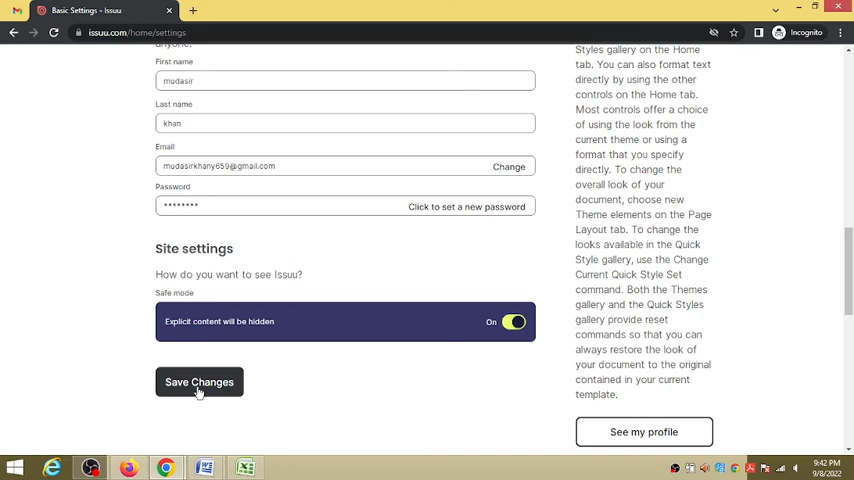 Basic Settings - Issuu
issuu.com/home/settings
Incognito
anyone.
First name
mudasir
Last name
khan
Email
mudasirkhany659@gmail.com
Change
Password
********
Click to set a new password
Site settings
How do you want to see Issuu?
Safe mode
Explicit content will be hidden
On
Save Changes
Styles gallery on the Home
tab. You can also format text
directly by using the other
controls on the Home tab.
Most controls offer a choice
of using the look from the
current theme or using a
format that you specify
directly. To change the
overall look of your
document, choose new
Theme elements on the Page
Layout tab. To change the
looks available in the Quick
Style gallery, use the Change
Current Quick Style Set
command. Both the Themes
gallery and the Quick Styles
gallery provide reset
commands so that you can
always restore the look of
your document to the original
contained in your current
template.
See my profile
9:42 PM
9/8/2022